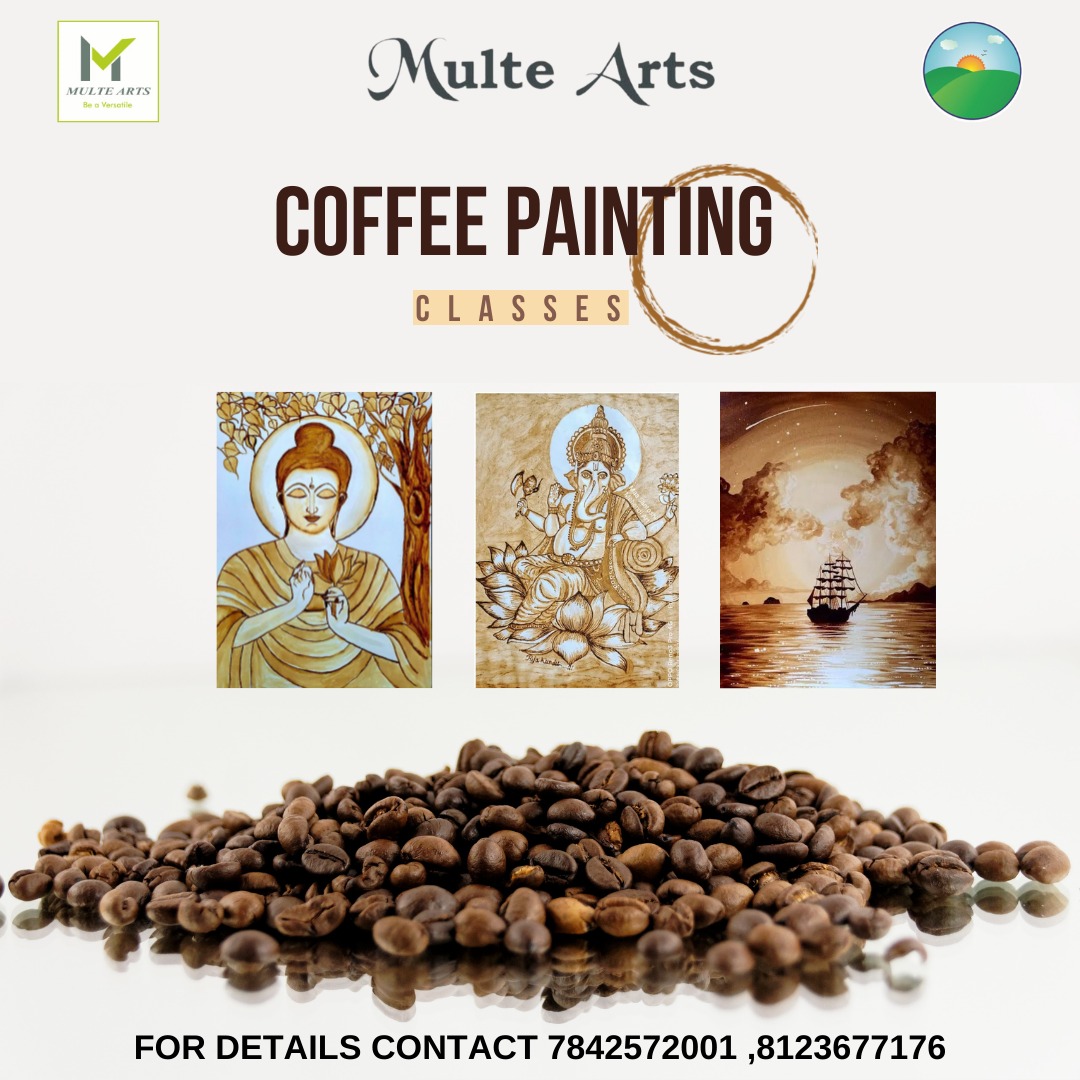 MULTE ARTS
Be a Versatile
Multe Arts
COFFEE PAINTING
CLASSES
FOR DETAILS CONTACT 7842572001 ,8123677176